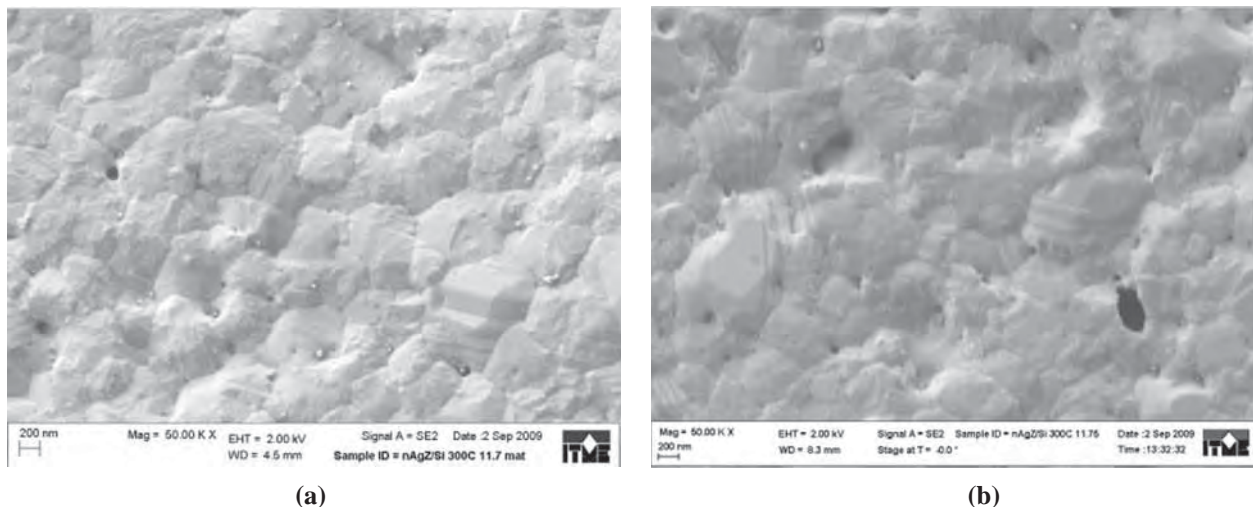 200 nm Mag = 50.00 K X EHT = 2.00 kV Signal A = SE2 Date :2 Sep 2009
WD = 4.5 mm Sample ID = nAgZ/Si 300C 11.7 mat
ITME
(a)
Mag = 50.00 K X EHT = 2.00 kV Signal A = SE2 Sample ID = nAgZ/Si 300C 11.75 Date :2 Sep 2009
200 nm WD = 6.3 mm Stage at T = -0.0 ° Time :13:32:32
ITME
(b)